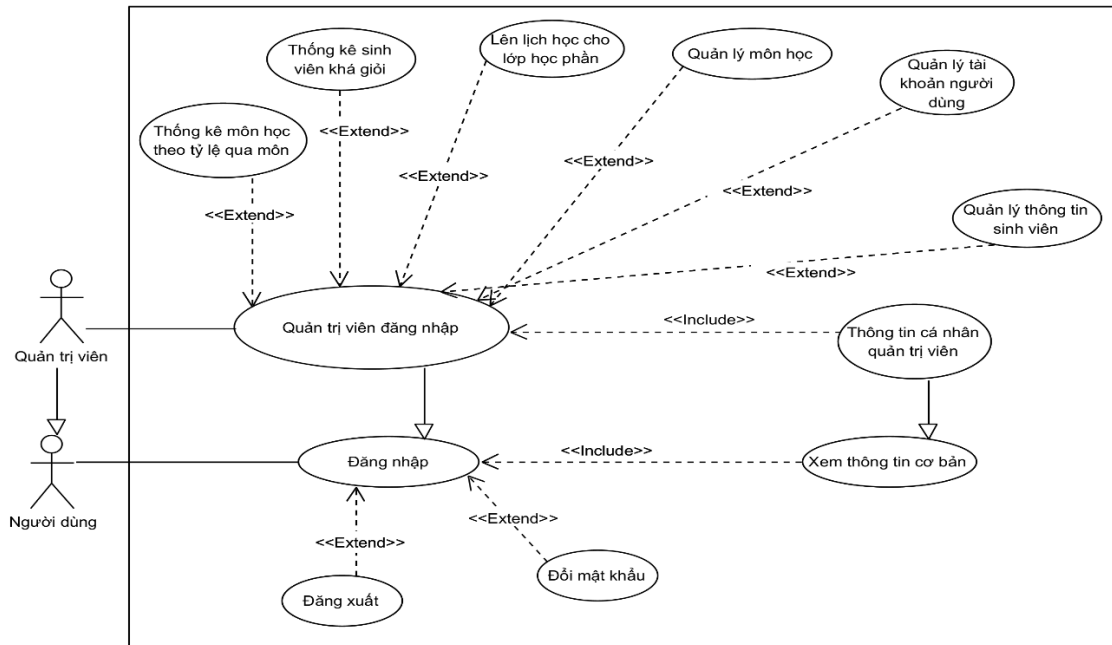 Thống kê sinh
viên khá giỏi
Lên lịch học cho
lớp học phần
Quản lý môn học
Quản lý tài
khoản người
dùng
Thống kê môn học
theo tỷ lệ qua môn
<<Extend>>
<<Extend>>
<<Extend>>
<<Extend>>
<<Extend>>
Quản lý thông tin
sinh viên
<<Extend>>
Quản trị viên
Quản trị viên đăng nhập
<<Include>>
Thông tin cá nhân
quản trị viên
Người dùng
Đăng nhập
<<Include>>
Xem thông tin cơ bản
<<Extend>>
<<Extend>>
Đăng xuất
Đổi mật khẩu